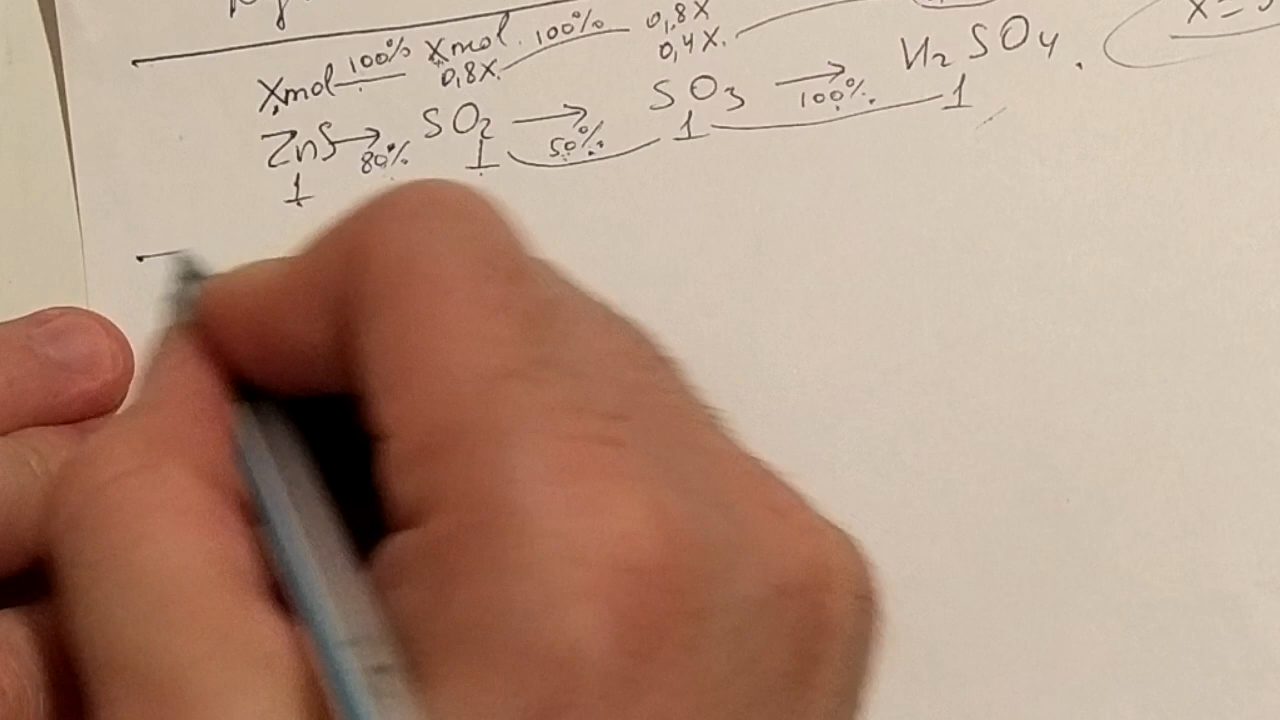 Xmol 100% Xmol. 100% 0,8X
0,8X. 0,4X.
ZnS → SO2 → SO3 → H2SO4.
80% 50%. 100%.
1 1 1 1
X=